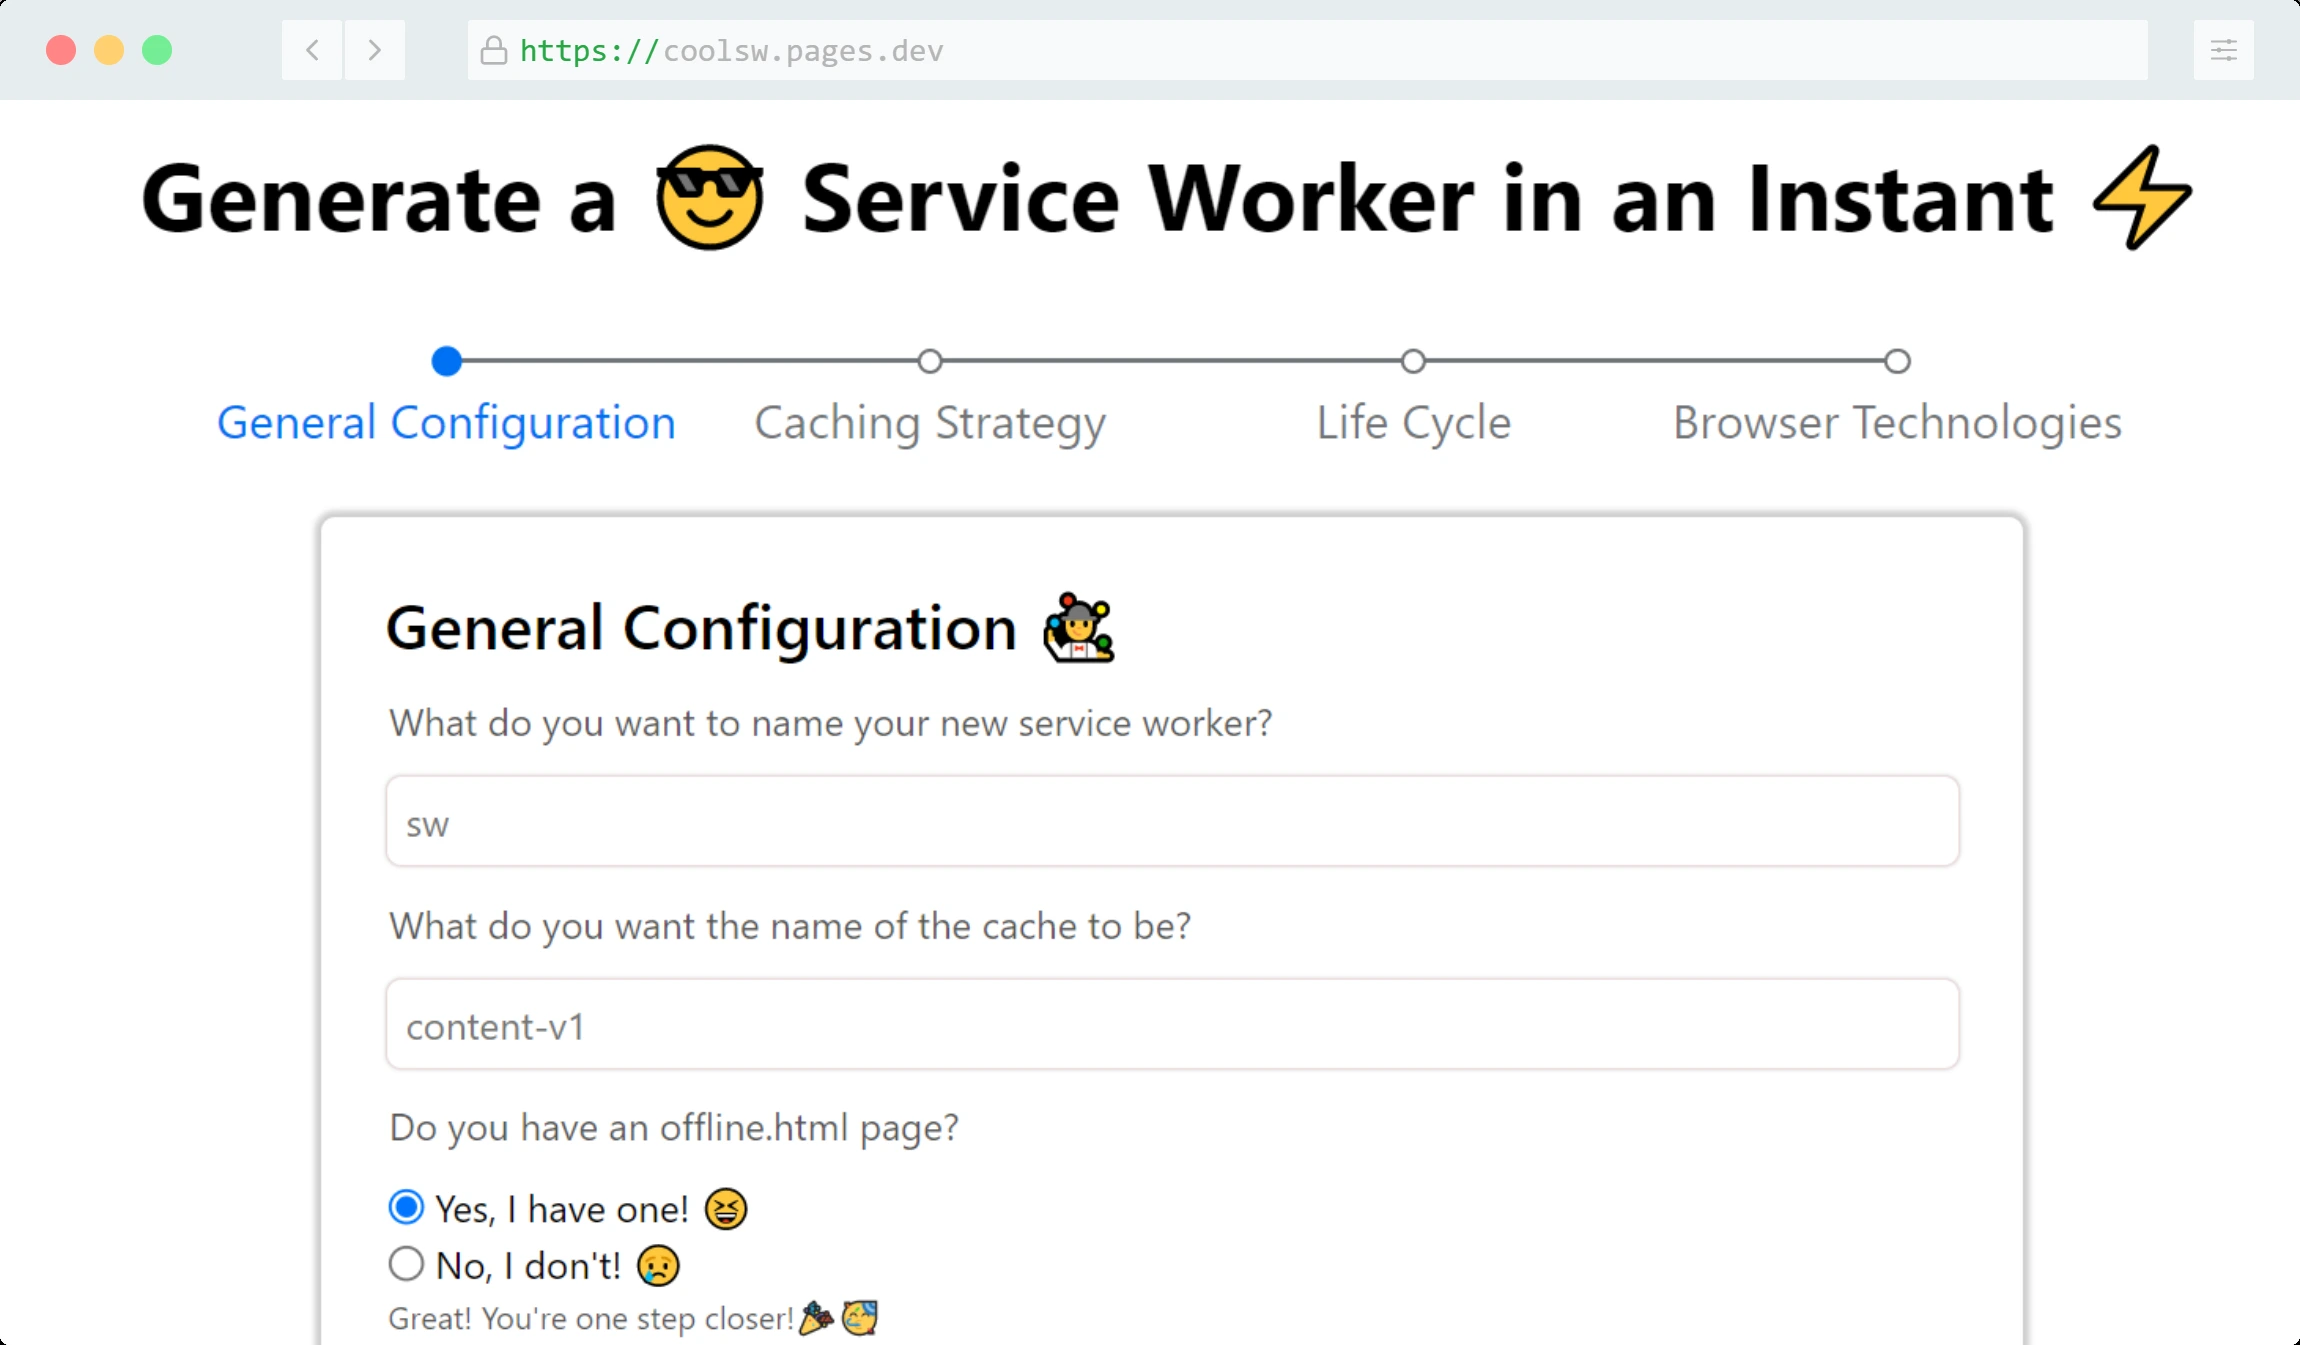 https://coolsw.pages.dev
Generate a 😎 Service Worker in an Instant ⚡
General Configuration
Caching Strategy
Life Cycle
Browser Technologies
General Configuration 🤹
What do you want to name your new service worker?
sw
What do you want the name of the cache to be?
content-v1
Do you have an offline.html page?
Yes, I have one! 😆
No, I don't! 😢
Great! You're one step closer!🎉🥳